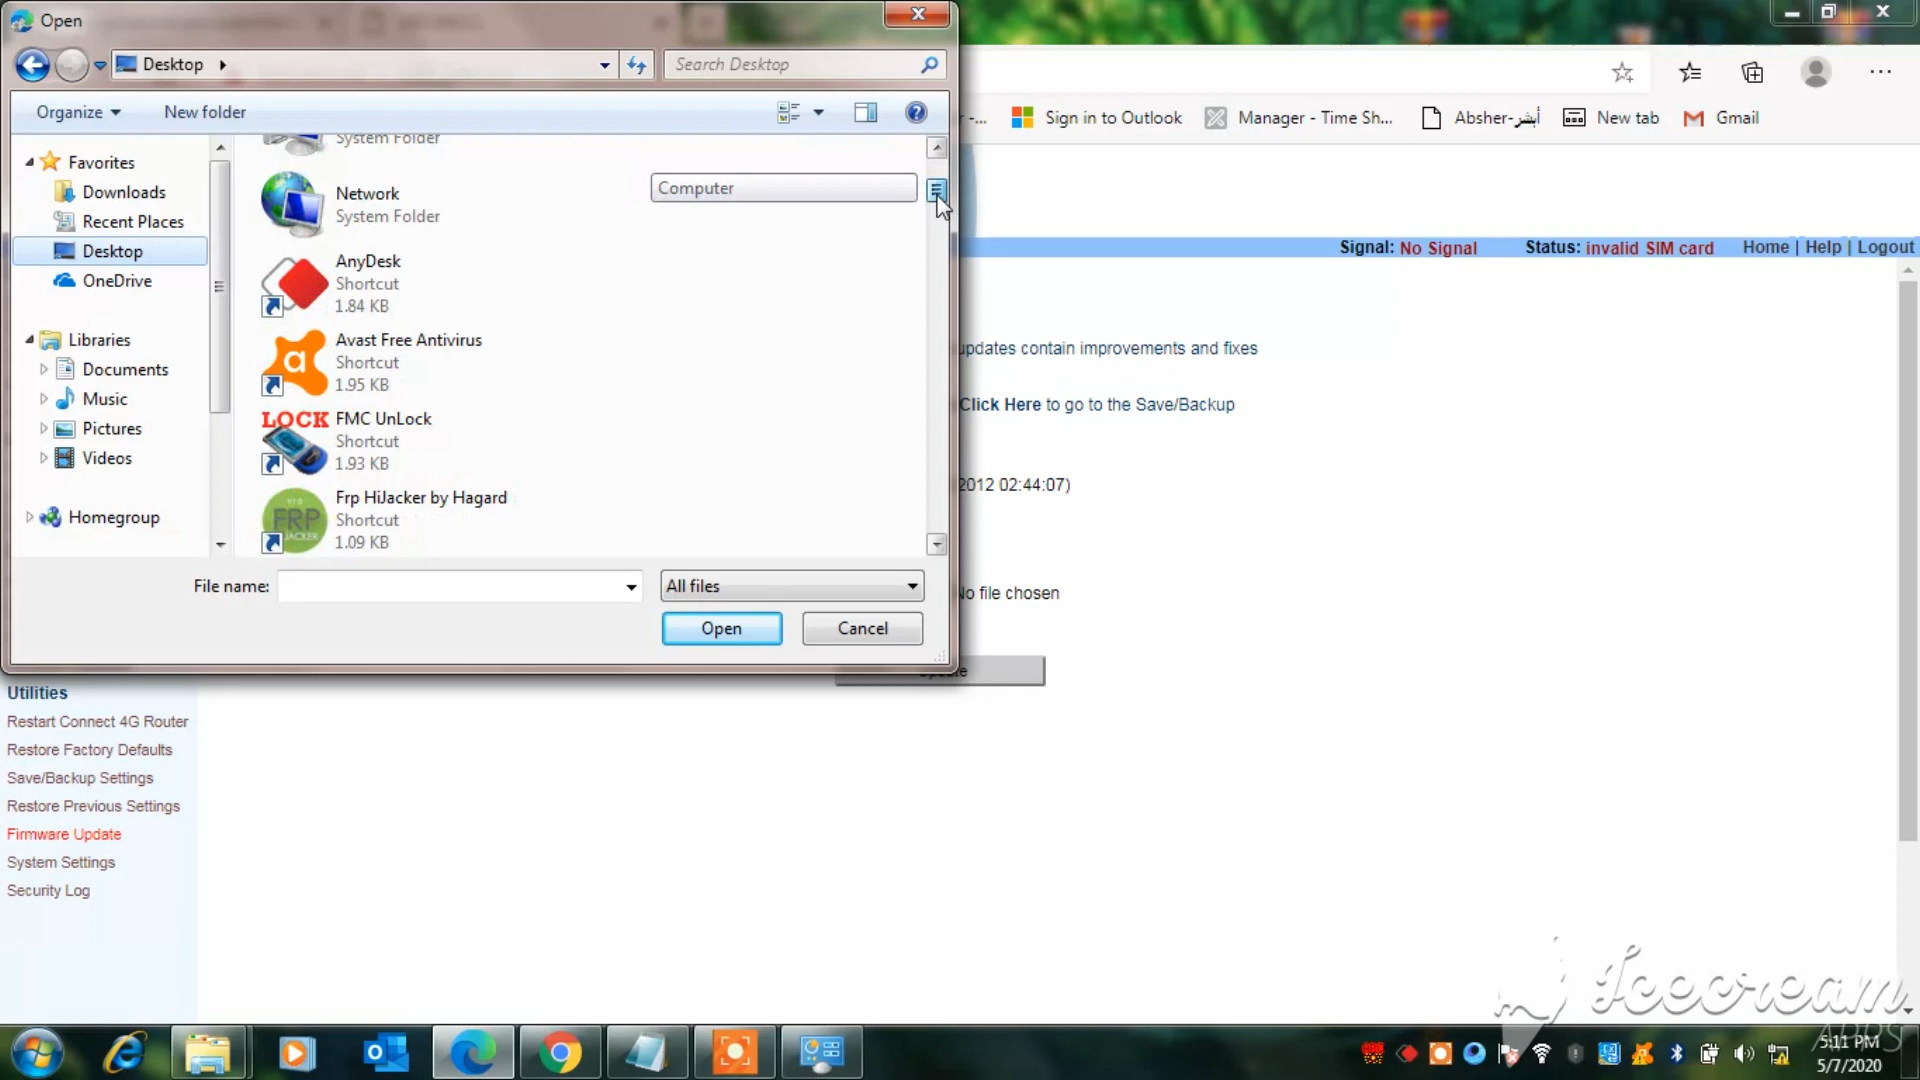 Open
Desktop
Search Desktop
Organize
New folder
System Folder
Favorites
Downloads
Recent Places
Desktop
OneDrive
Libraries
Documents
Music
Pictures
Videos
Homegroup
Network
System Folder
Computer
AnyDesk
Shortcut
1.84 KB
Avast Free Antivirus
Shortcut
1.95 KB
LOCK
FMC UnLock
Shortcut
1.93 KB
FRP
Frp HiJacker by Hagard
Shortcut
1.09 KB
File name:
All files
Open
Cancel
Sign in to Outlook
Manager - Time Sh...
Absher-أبشر
New tab
Gmail
Signal: No Signal
Status: invalid SIM card
Home | Help | Logout
updates contain improvements and fixes
Click Here to go to the Save/Backup
2012 02:44:07)
No file chosen
Utilities
Restart Connect 4G Router
Restore Factory Defaults
Save/Backup Settings
Restore Previous Settings
Firmware Update
System Settings
Security Log
Icecream
APPS
5:11 PM
5/7/2020